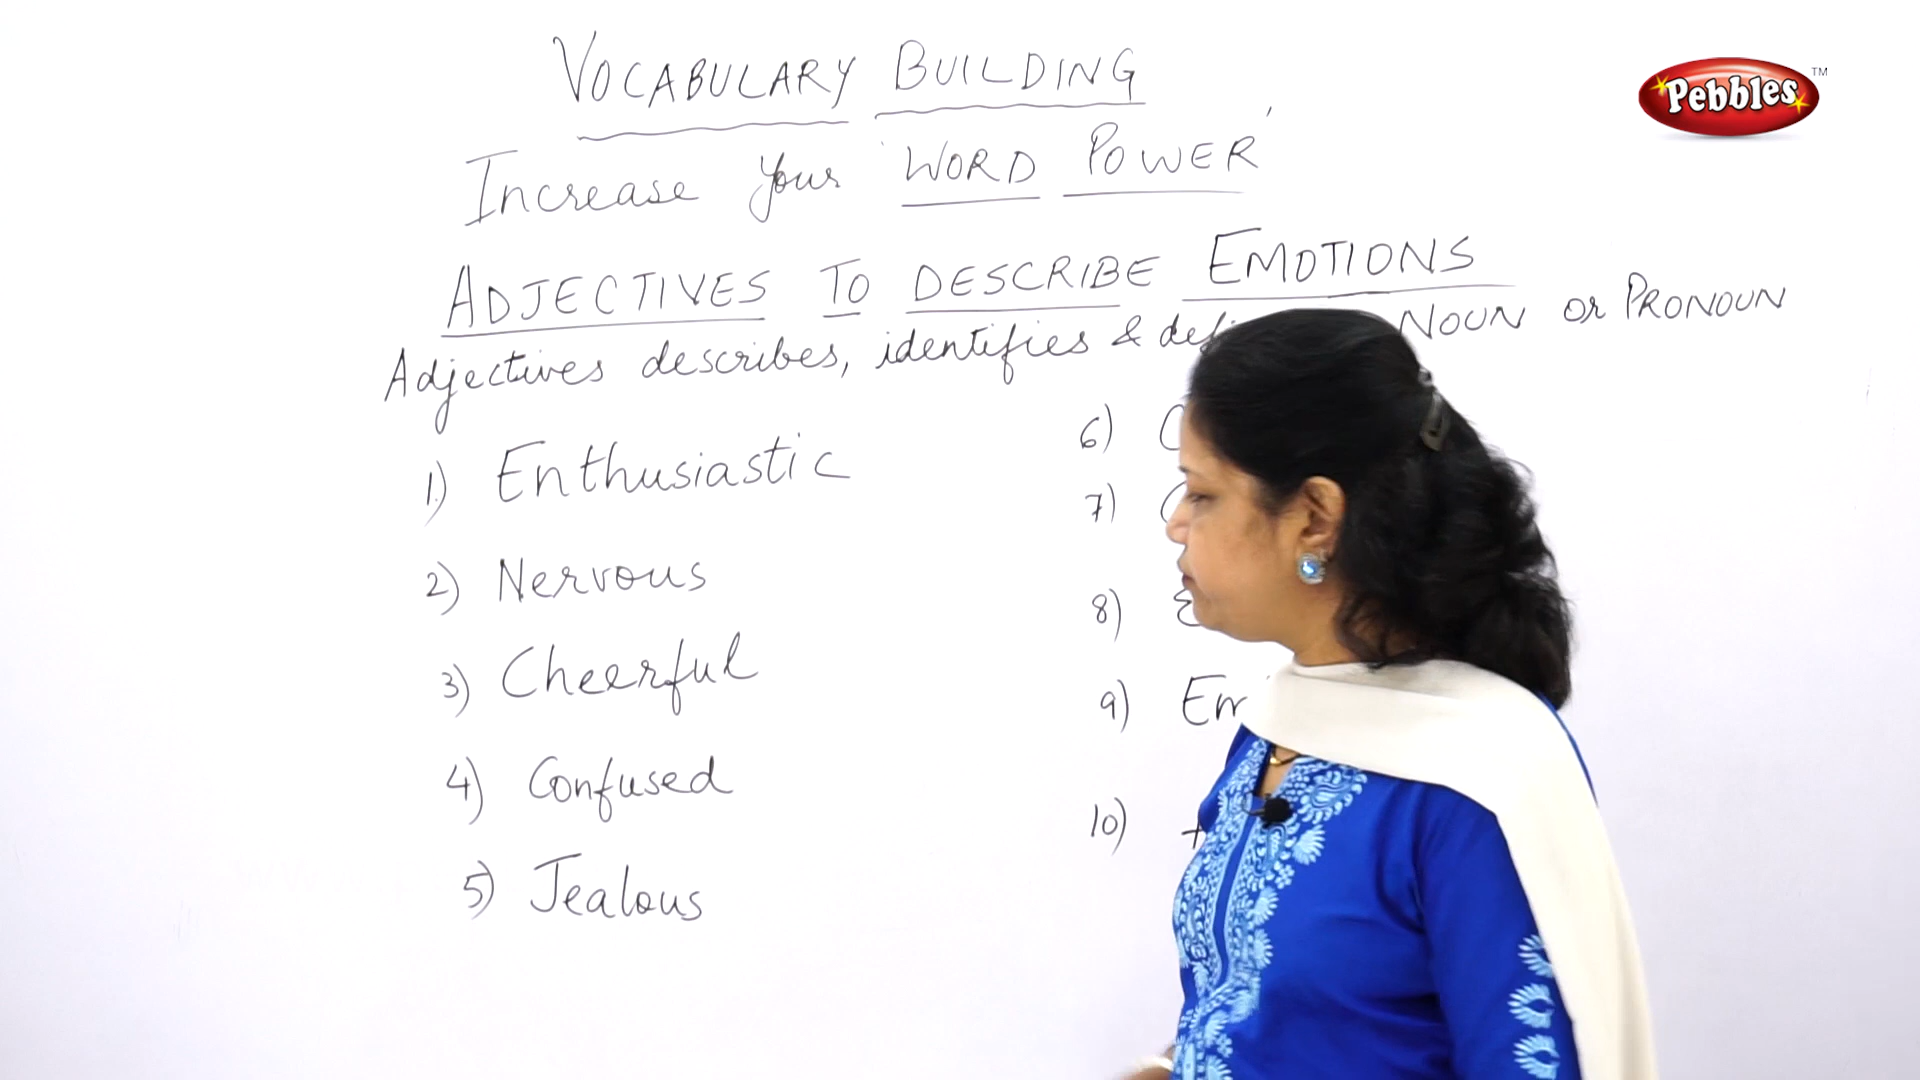 VOCABULARY BUILDING
Increase your 'WORD POWER'
ADJECTIVES TO DESCRIBE EMOTIONS
Adjectives describes, identifies & NOUN or PRONOUN
1) Enthusiastic
2) Nervous
3) Cheerful
4) Confused
5) Jealous
6)
7)
8)
9)
10)
Pebbles™